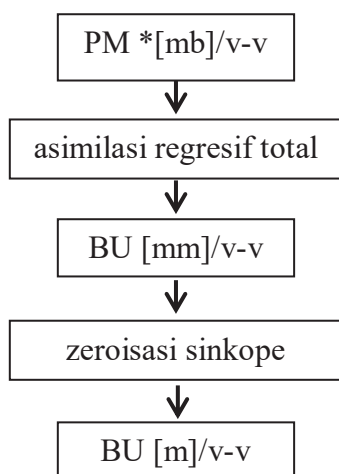 PM *[mb]/v-v
asimilasi regresif total
BU [mm]/v-v
zeroisasi sinkope
BU [m]/v-v